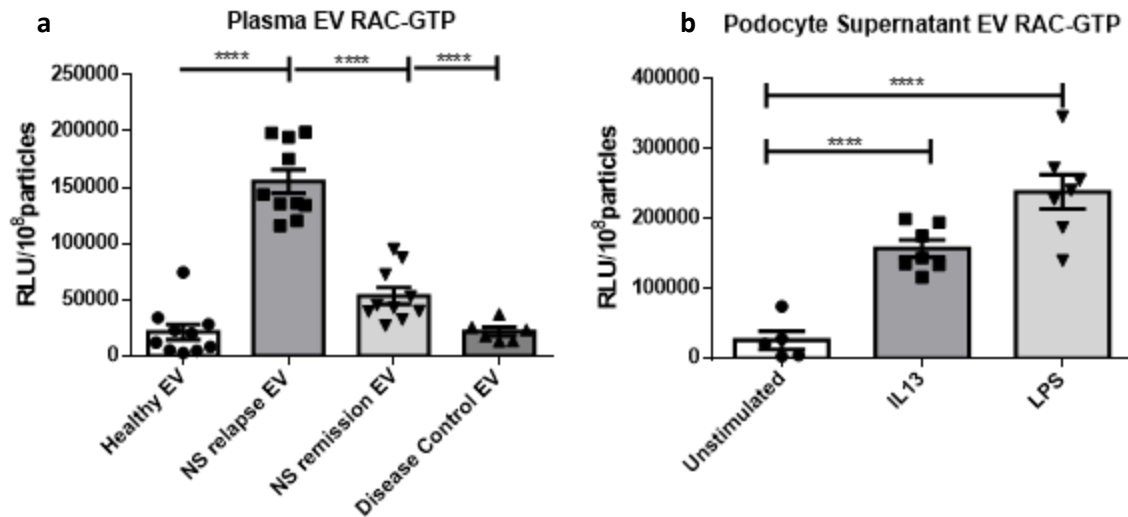 a
Plasma EV RAC-GTP
**** **** ****
RLU/10⁸particles
250000
200000
150000
100000
50000
0
Healthy EV
NS relapse EV
NS remission EV
Disease Control EV
b
Podocyte Supernatant EV RAC-GTP
****
****
RLU/10⁸particles
400000
300000
200000
100000
0
Unstimulated
IL13
LPS